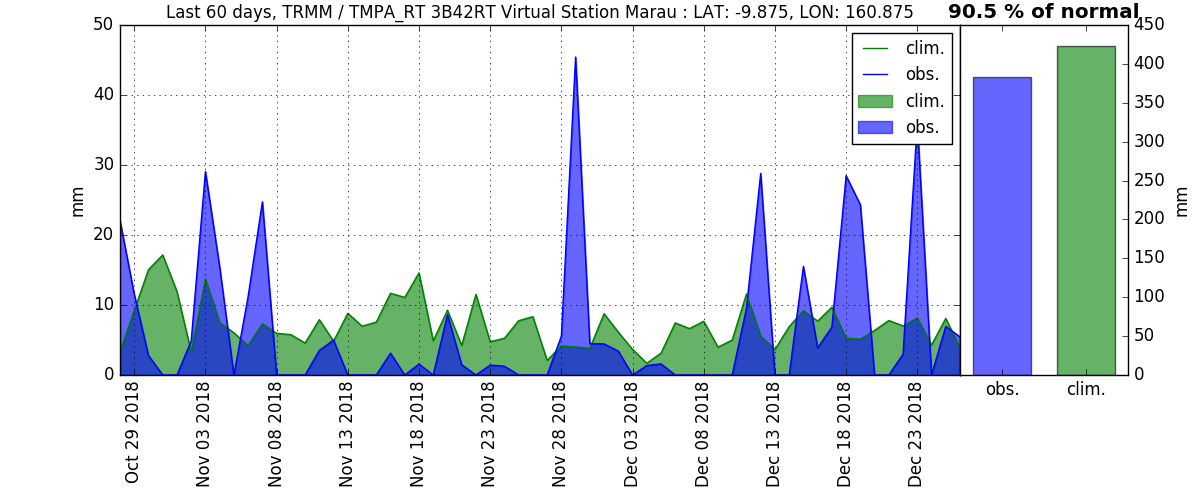 Last 60 days, TRMM / TMPA_RT 3B42RT Virtual Station Marau : LAT: -9.875, LON: 160.875
90.5 % of normal
50
40
30
20
10
0
mm
clim.
obs.
clim.
obs.
450
400
350
300
250
200
150
100
50
0
mm
obs.
clim.
Oct 29 2018
Nov 03 2018
Nov 08 2018
Nov 13 2018
Nov 18 2018
Nov 23 2018
Nov 28 2018
Dec 03 2018
Dec 08 2018
Dec 13 2018
Dec 18 2018
Dec 23 2018